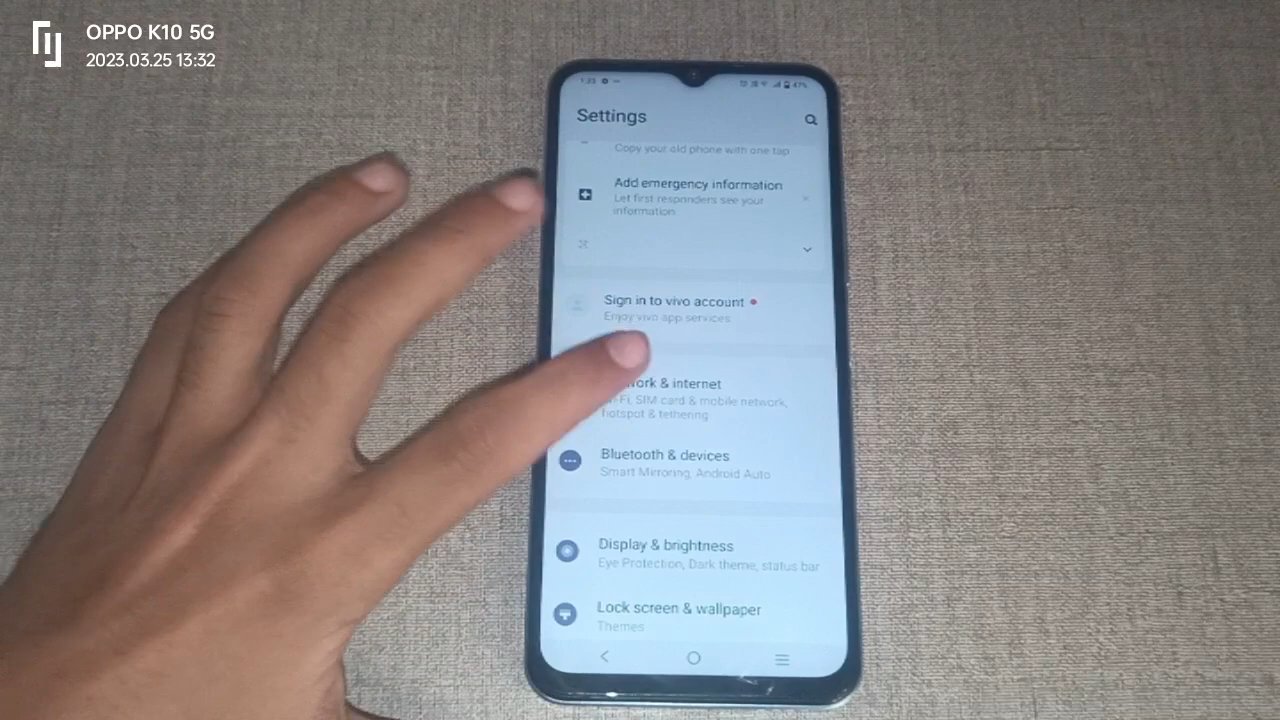 OPPO K10 5G
2023.03.25 13:32
47%
Settings
Copy your old phone with one tap
Add emergency information
Let first responders see your
information
Sign in to vivo account
Enjoy vivo app services
work & internet
-Fi, SIM card & mobile network,
hotspot & tethering
Bluetooth & devices
Smart Mirroring, Android Auto
Display & brightness
Eye Protection, Dark theme, status bar
Lock screen & wallpaper
Themes